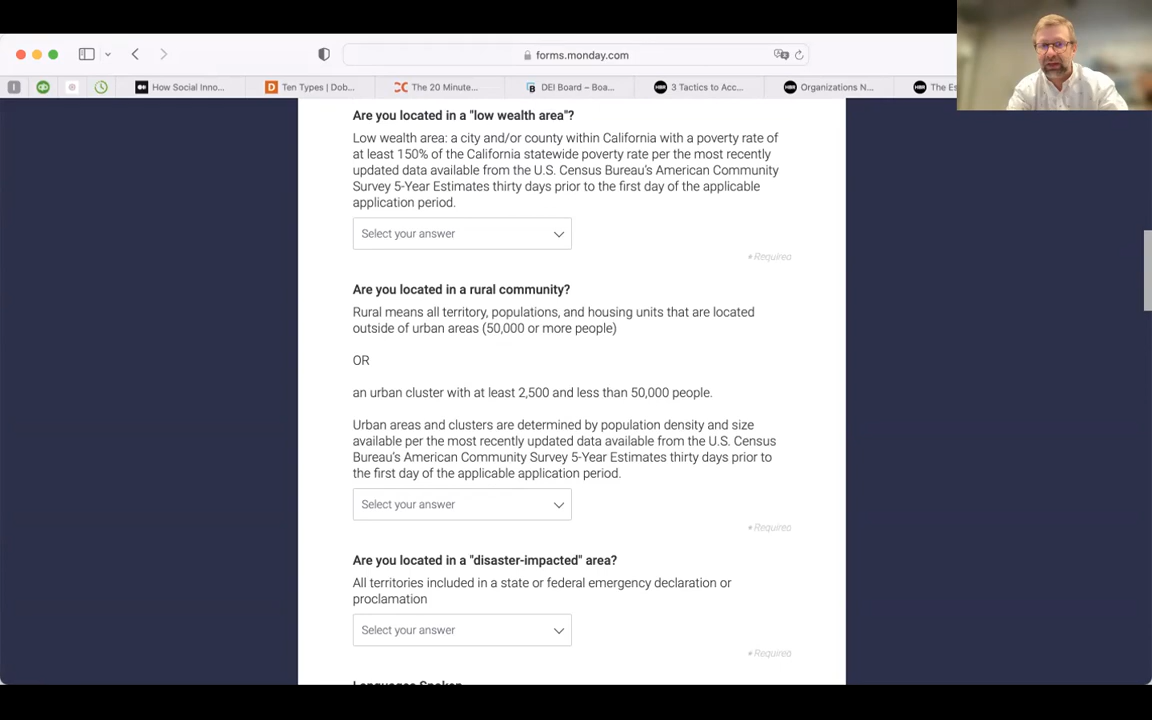 forms.monday.com
How Social Inno...
Ten Types | Dob...
The 20 Minute...
DEI Board – Boa...
3 Tactics to Acc...
Organizations N...
The Es
Are you located in a "low wealth area"?
Low wealth area: a city and/or county within California with a poverty rate of
at least 150% of the California statewide poverty rate per the most recently
updated data available from the U.S. Census Bureau's American Community
Survey 5-Year Estimates thirty days prior to the first day of the applicable
application period.
Select your answer
Required
Are you located in a rural community?
Rural means all territory, populations, and housing units that are located
outside of urban areas (50,000 or more people)
OR
an urban cluster with at least 2,500 and less than 50,000 people.
Urban areas and clusters are determined by population density and size
available per the most recently updated data available from the U.S. Census
Bureau's American Community Survey 5-Year Estimates thirty days prior to
the first day of the applicable application period.
Select your answer
Required
Are you located in a "disaster-impacted" area?
All territories included in a state or federal emergency declaration or
proclamation
Select your answer
Required
Languages Spoken